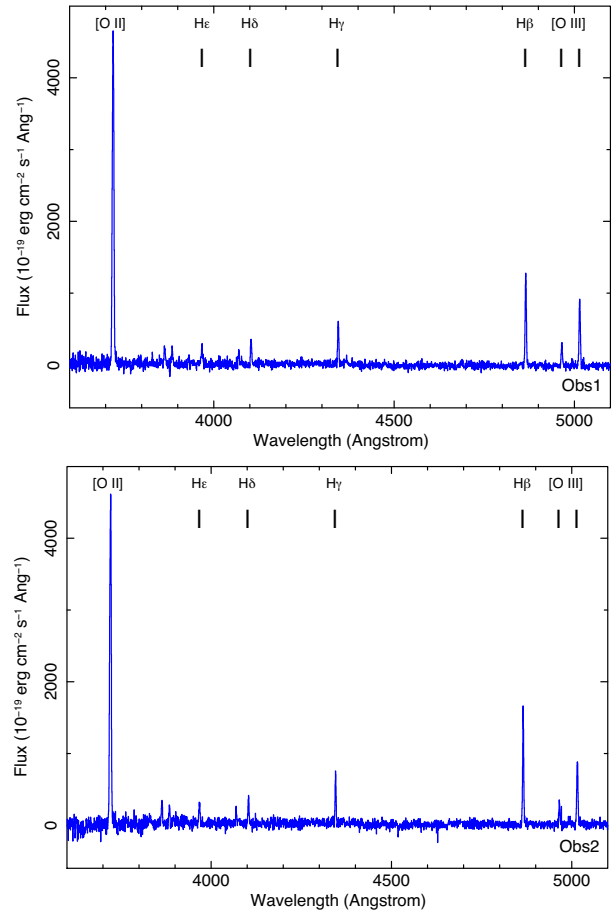 [O II] Hε Hδ Hγ Hβ [O III]
4000
2000
0
Flux (10⁻¹⁹ erg cm⁻² s⁻¹ Ang⁻¹)
Obs1
4000 4500 5000
Wavelength (Angstrom)
[O II] Hε Hδ Hγ Hβ [O III]
4000
2000
0
Flux (10⁻¹⁹ erg cm⁻² s⁻¹ Ang⁻¹)
Obs2
4000 4500 5000
Wavelength (Angstrom)